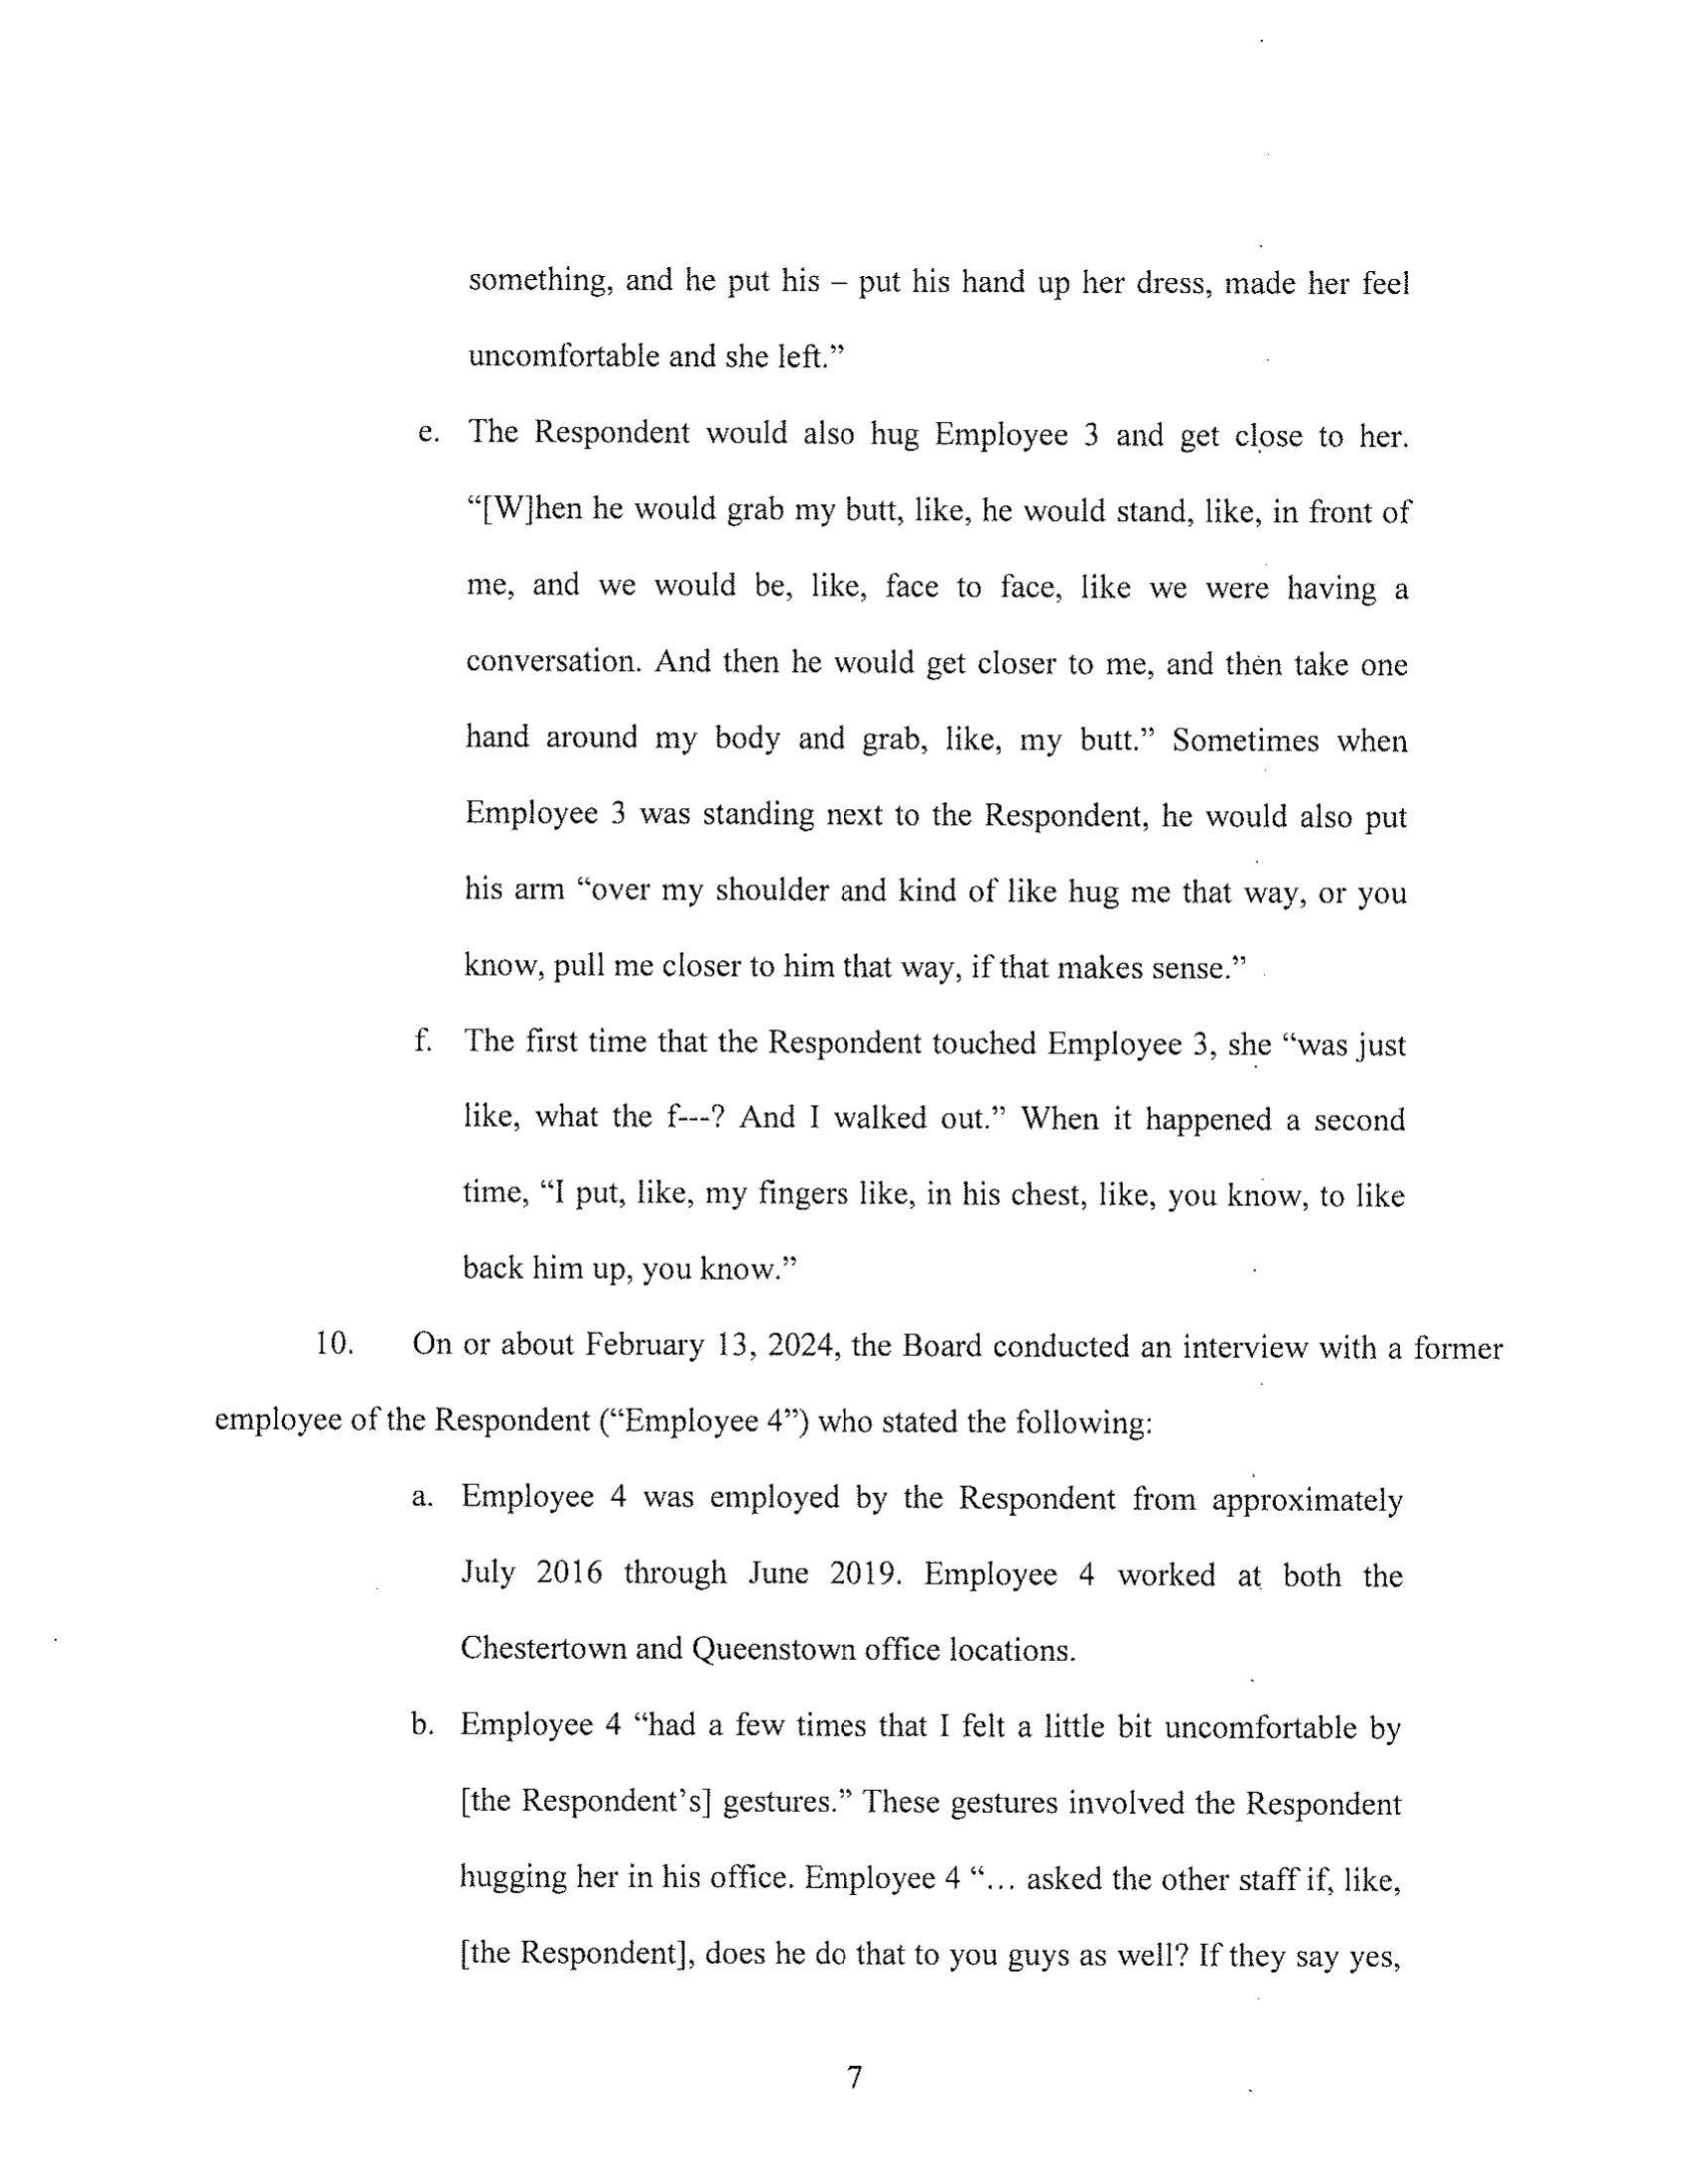 something, and he put his – put his hand up her dress, made her feel
uncomfortable and she left.”
e. The Respondent would also hug Employee 3 and get close to her.
“[W]hen he would grab my butt, like, he would stand, like, in front of
me, and we would be, like, face to face, like we were having a
conversation. And then he would get closer to me, and then take one
hand around my body and grab, like, my butt.” Sometimes when
Employee 3 was standing next to the Respondent, he would also put
his arm “over my shoulder and kind of like hug me that way, or you
know, pull me closer to him that way, if that makes sense.”
f. The first time that the Respondent touched Employee 3, she “was just
like, what the f---? And I walked out.” When it happened a second
time, “I put, like, my fingers like, in his chest, like, you know, to like
back him up, you know.”
10. On or about February 13, 2024, the Board conducted an interview with a former
employee of the Respondent (“Employee 4”) who stated the following:
a. Employee 4 was employed by the Respondent from approximately
July 2016 through June 2019. Employee 4 worked at both the
Chestertown and Queenstown office locations.
b. Employee 4 “had a few times that I felt a little bit uncomfortable by
[the Respondent’s] gestures.” These gestures involved the Respondent
hugging her in his office. Employee 4 “… asked the other staff if, like,
[the Respondent], does he do that to you guys as well? If they say yes,
7